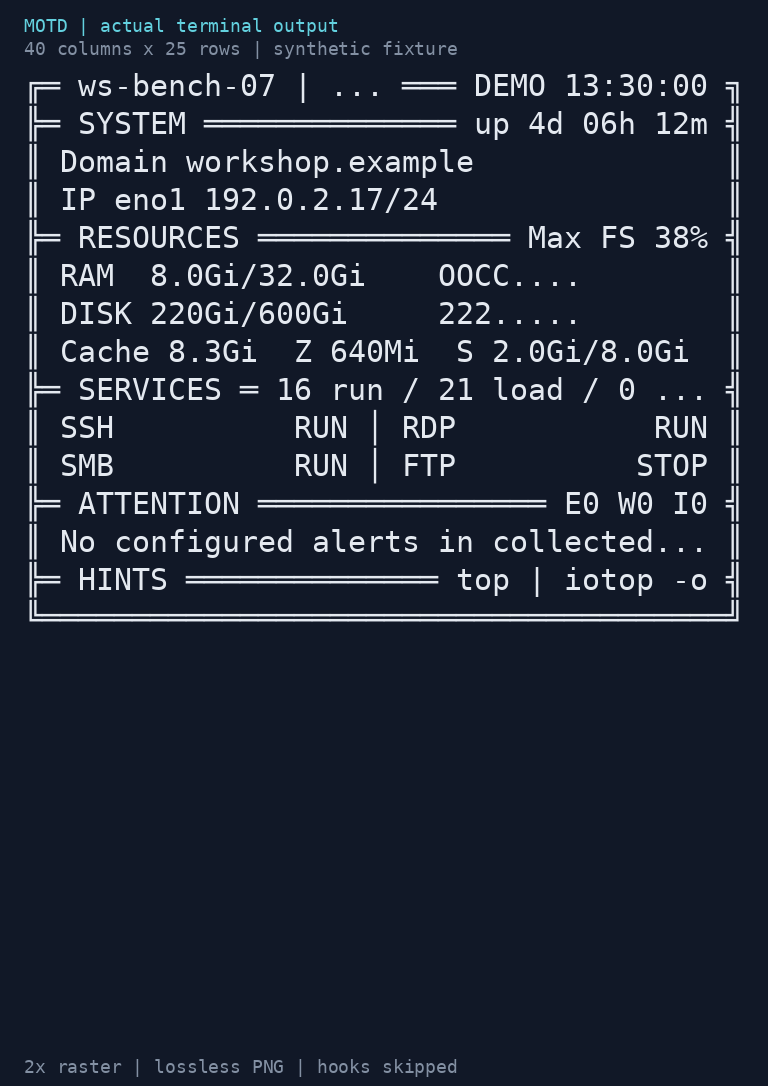 MOTD | actual terminal output
40 columns x 25 rows | synthetic fixture
╔═ ws-bench-07 | ... ═══ DEMO 13:30:00 ╗
╠═ SYSTEM ══════════════ up 4d 06h 12m ╣
║ Domain workshop.example              ║
║ IP eno1 192.0.2.17/24                ║
╠═ RESOURCES ══════════════ Max FS 38% ╣
║ RAM  8.0Gi/32.0Gi    OOCC....        ║
║ DISK 220Gi/600Gi     222.....        ║
║ Cache 8.3Gi  Z 640Mi  S 2.0Gi/8.0Gi  ║
╠═ SERVICES ═ 16 run / 21 load / 0 ... ╣
║ SSH          RUN │ RDP           RUN ║
║ SMB          RUN │ FTP          STOP ║
╠═ ATTENTION ════════════════ E0 W0 I0 ╣
║ No configured alerts in collected... ║
╠═ HINTS ══════════════ top | iotop -o ╣
╚══════════════════════════════════════╝
2x raster | lossless PNG | hooks skipped